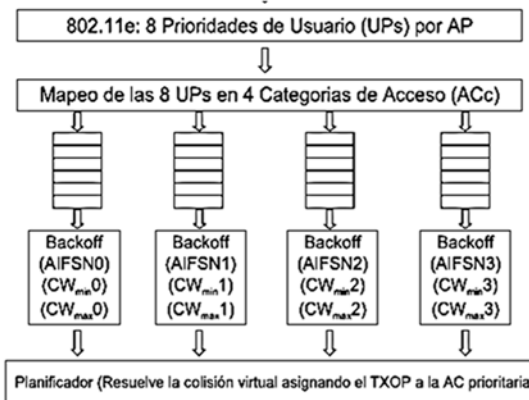 802.11e: 8 Prioridades de Usuario (UPs) por AP
Mapeo de las 8 UPs en 4 Categorias de Acceso (ACc)
Backoff
(AIFSN0)
(CWmin0)
(CWmax0)
Backoff
(AIFSN1)
(CWmin1)
(CWmax1)
Backoff
(AIFSN2)
(CWmin2)
(CWmax2)
Backoff
(AIFSN3)
(CWmin3)
(CWmax3)
Planificador (Resuelve la colisión virtual asignando el TXOP a la AC prioritaria